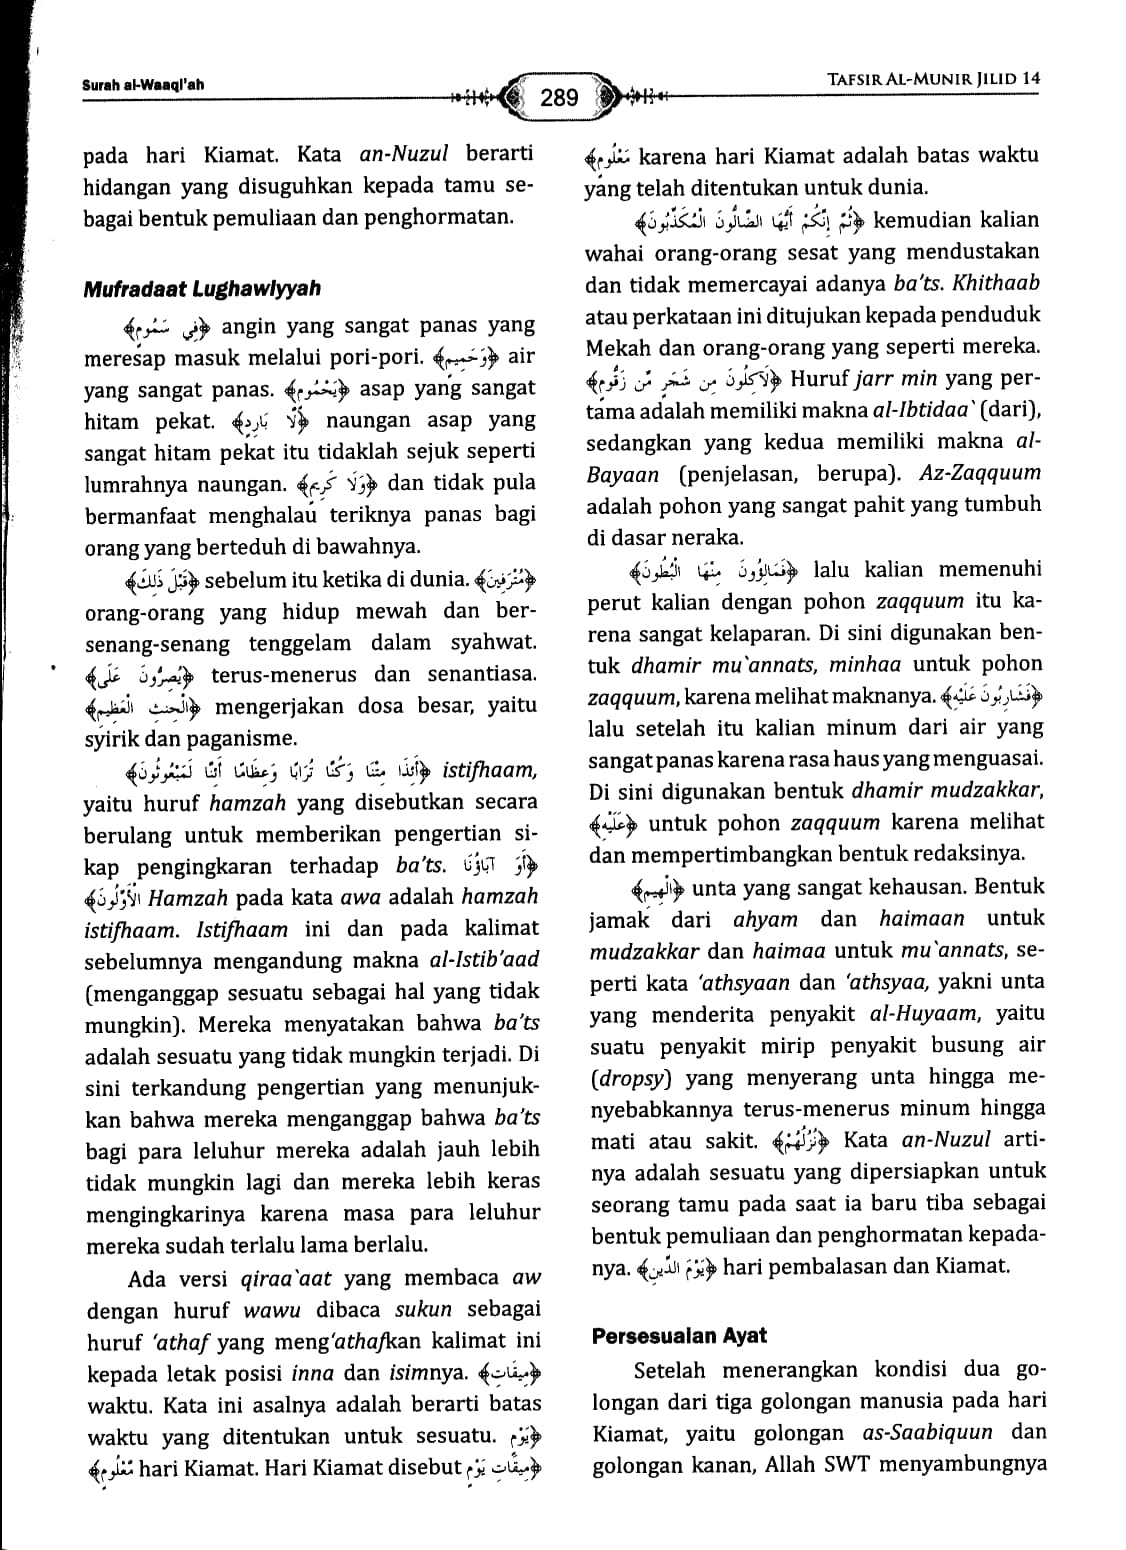 Surah al-Waaqi'ah
289
TAFSIR AL-MUNIR JILID 14
pada hari Kiamat. Kata an-Nuzul berarti
hidangan yang disuguhkan kepada tamu se-
bagai bentuk pemuliaan dan penghormatan.
Mufradaat Lughawiyyah
﴿فِي سَمُومٍ﴾ angin yang sangat panas yang
meresap masuk melalui pori-pori. ﴿وَحَمِيمٍ﴾ air
yang sangat panas. ﴿يَحْمُومٍ﴾ asap yang sangat
hitam pekat. ﴿لَّا بَارِدٍ﴾ naungan asap yang
sangat hitam pekat itu tidaklah sejuk seperti
lumrahnya naungan. ﴿وَلَا كَرِيمٍ﴾ dan tidak pula
bermanfaat menghalau teriknya panas bagi
orang yang berteduh di bawahnya.
﴿قَبْلَ ذَلِكَ﴾ sebelum itu ketika di dunia. ﴿مُتْرَفِينَ﴾
orang-orang yang hidup mewah dan ber-
senang-senang tenggelam dalam syahwat.
﴿يُصِرُّونَ عَلَى﴾ terus-menerus dan senantiasa.
﴿الْحِنثِ الْعَظِيمِ﴾ mengerjakan dosa besar, yaitu
syirik dan paganisme.
﴿أَئِذَا مِتْنَا وَكُنَّا تُرَابًا وَعِظَامًا أَئِنَّا لَمَبْعُوثُونَ﴾ istifhaam,
yaitu huruf hamzah yang disebutkan secara
berulang untuk memberikan pengertian si-
kap pengingkaran terhadap ba'ts. ﴿أَوَ آبَاؤُنَا
الْأَوَّلُونَ﴾ Hamzah pada kata awa adalah hamzah
istifhaam. Istifhaam ini dan pada kalimat
sebelumnya mengandung makna al-Istib'aad
(menganggap sesuatu sebagai hal yang tidak
mungkin). Mereka menyatakan bahwa ba'ts
adalah sesuatu yang tidak mungkin terjadi. Di
sini terkandung pengertian yang menunjuk-
kan bahwa mereka menganggap bahwa ba'ts
bagi para leluhur mereka adalah jauh lebih
tidak mungkin lagi dan mereka lebih keras
mengingkarinya karena masa para leluhur
mereka sudah terlalu lama berlalu.
Ada versi qiraa`aat yang membaca aw
dengan huruf wawu dibaca sukun sebagai
huruf 'athaf yang meng'athafkan kalimat ini
kepada letak posisi inna dan isimnya. ﴿مِيقَاتِ﴾
waktu. Kata ini asalnya adalah berarti batas
waktu yang ditentukan untuk sesuatu. ﴿يَوْمٍ
مَّعْلُومٍ﴾ hari Kiamat. Hari Kiamat disebut ﴿مِيقَاتِ يَوْمٍ
مَّعْلُومٍ﴾ karena hari Kiamat adalah batas waktu
yang telah ditentukan untuk dunia.
﴿ثُمَّ إِنَّكُمْ أَيُّهَا الضَّالُّونَ الْمُكَذِّبُونَ﴾ kemudian kalian
wahai orang-orang sesat yang mendustakan
dan tidak memercayai adanya ba'ts. Khithaab
atau perkataan ini ditujukan kepada penduduk
Mekah dan orang-orang yang seperti mereka.
﴿لَآكِلُونَ مِن شَجَرٍ مِّن زَقُّومٍ﴾ Huruf jarr min yang per-
tama adalah memiliki makna al-Ibtidaa` (dari),
sedangkan yang kedua memiliki makna al-
Bayaan (penjelasan, berupa). Az-Zaqquum
adalah pohon yang sangat pahit yang tumbuh
di dasar neraka.
﴿فَمَالِؤُونَ مِنْهَا الْبُطُونَ﴾ lalu kalian memenuhi
perut kalian dengan pohon zaqquum itu ka-
rena sangat kelaparan. Di sini digunakan ben-
tuk dhamir mu`annats, minhaa untuk pohon
zaqquum, karena melihat maknanya. ﴿فَشَارِبُونَ عَلَيْهِ﴾
lalu setelah itu kalian minum dari air yang
sangat panas karena rasa haus yang menguasai.
Di sini digunakan bentuk dhamir mudzakkar,
﴿عَلَيْهِ﴾ untuk pohon zaqquum karena melihat
dan mempertimbangkan bentuk redaksinya.
﴿الْهِيمِ﴾ unta yang sangat kehausan. Bentuk
jamak dari ahyam dan haimaan untuk
mudzakkar dan haimaa untuk mu`annats, se-
perti kata 'athsyaan dan 'athsyaa, yakni unta
yang menderita penyakit al-Huyaam, yaitu
suatu penyakit mirip penyakit busung air
(dropsy) yang menyerang unta hingga me-
nyebabkannya terus-menerus minum hingga
mati atau sakit. ﴿نُزُلُهُمْ﴾ Kata an-Nuzul arti-
nya adalah sesuatu yang dipersiapkan untuk
seorang tamu pada saat ia baru tiba sebagai
bentuk pemuliaan dan penghormatan kepada-
nya. ﴿يَوْمَ الدِّينِ﴾ hari pembalasan dan Kiamat.
Persesuaian Ayat
Setelah menerangkan kondisi dua go-
longan dari tiga golongan manusia pada hari
Kiamat, yaitu golongan as-Saabiquun dan
golongan kanan, Allah SWT menyambungnya